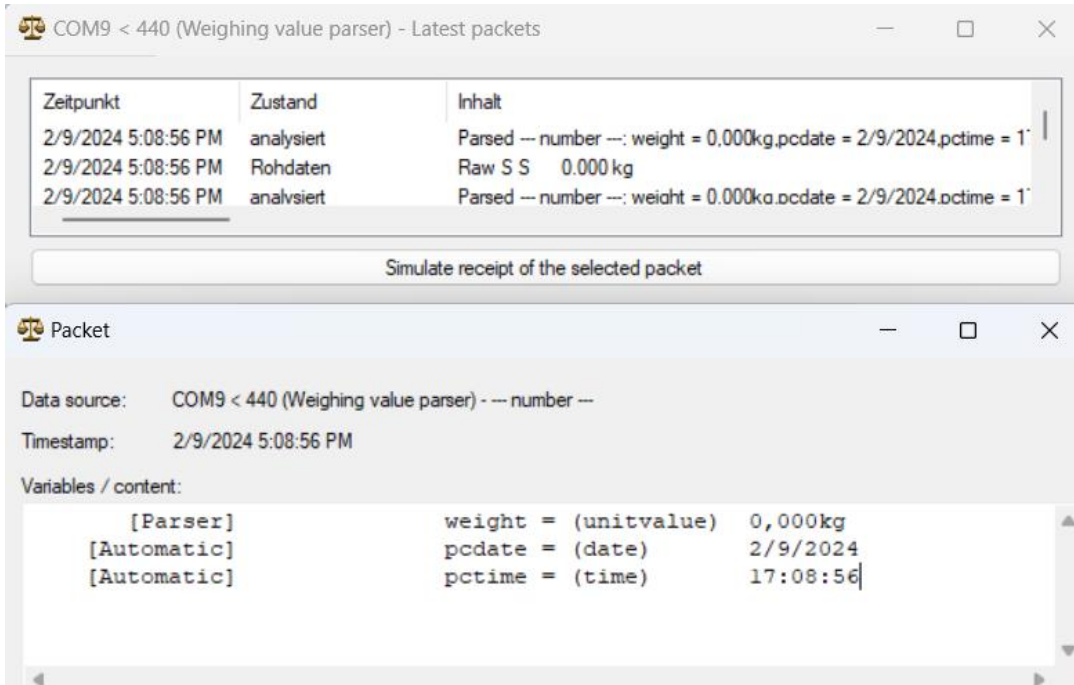 COM9 < 440 (Weighing value parser) - Latest packets
Zeitpunkt Zustand Inhalt
2/9/2024 5:08:56 PM analysiert Parsed --- number ---: weight = 0,000kg,pcdate = 2/9/2024,pctime = 1
2/9/2024 5:08:56 PM Rohdaten Raw S S 0.000 kg
2/9/2024 5:08:56 PM analysiert Parsed --- number ---: weight = 0,000kg,pcdate = 2/9/2024,pctime = 1
Simulate receipt of the selected packet
Packet
Data source: COM9 < 440 (Weighing value parser) - --- number ---
Timestamp: 2/9/2024 5:08:56 PM
Variables / content:
[Parser] weight = (unitvalue) 0,000kg
[Automatic] pcdate = (date) 2/9/2024
[Automatic] pctime = (time) 17:08:56